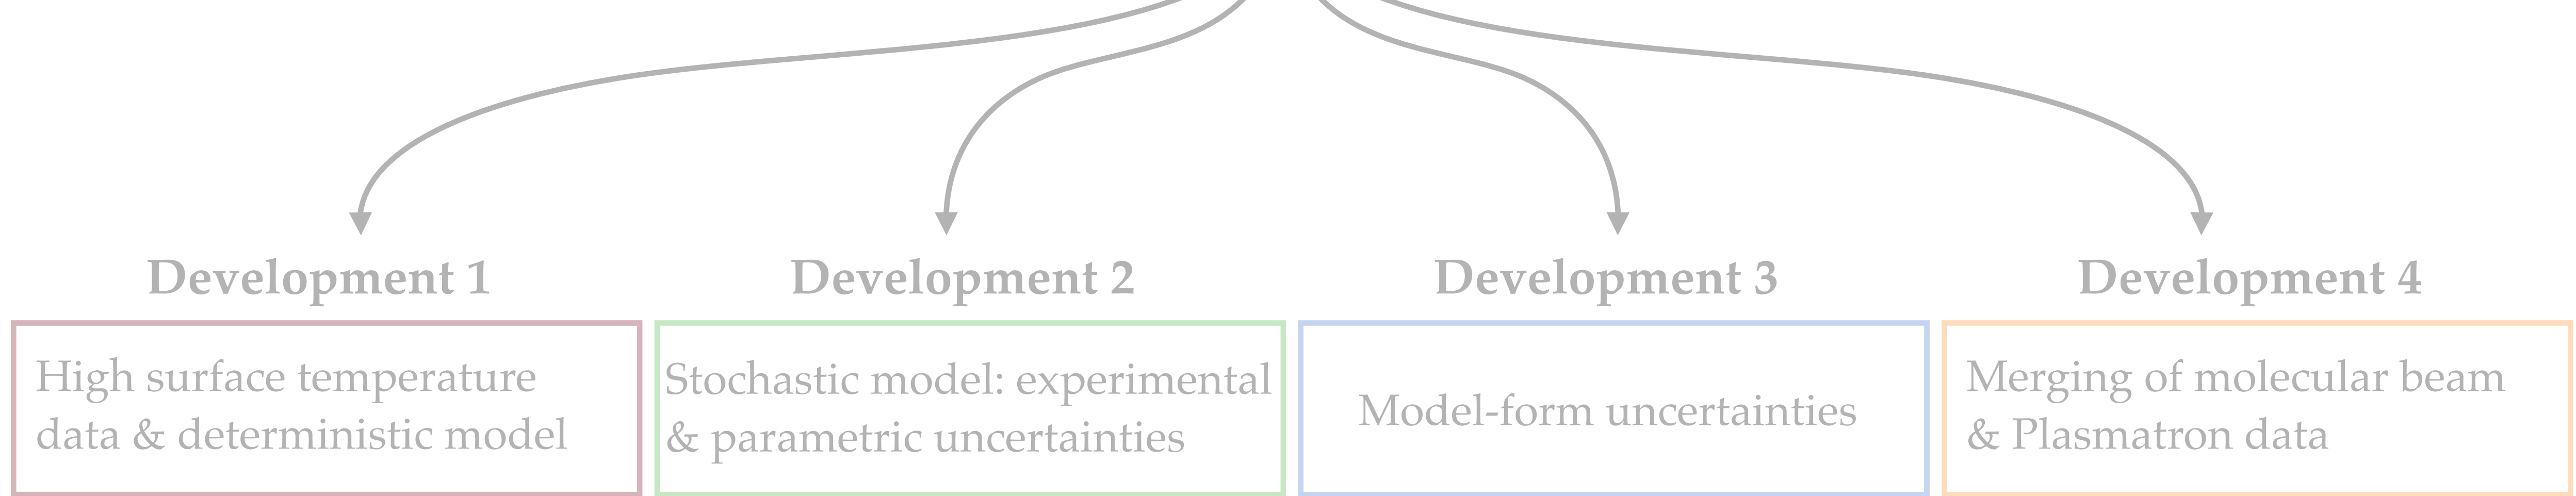 Development 1
Development 2
Development 3
Development 4
High surface temperature
data & deterministic model
Stochastic model: experimental
& parametric uncertainties
Model-form uncertainties
Merging of molecular beam
& Plasmatron data